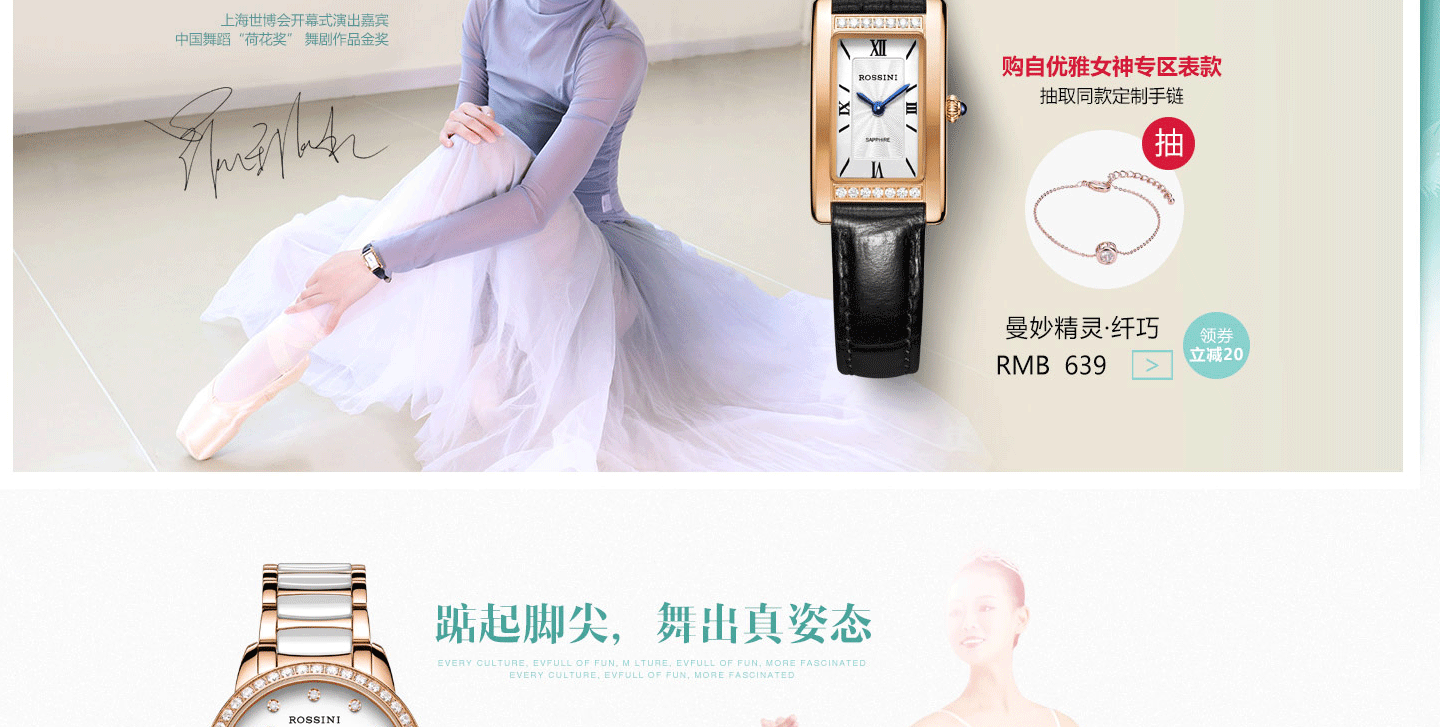 上海世博会开幕式演出嘉宾
中国舞蹈“荷花奖” 舞剧作品金奖
XII
ROSSINI
SAPPHIRE
购自优雅女神专区表款
抽取同款定制手链
抽
曼妙精灵·纤巧
RMB 639
>
领券
立减20
踮起脚尖，舞出真姿态
EVERY CULTURE, EVFULL OF FUN, M LTURE, EVFULL OF FUN, MORE FASCINATED
EVERY CULTURE, EVFULL OF FUN, MORE FASCINATED
ROSSINI